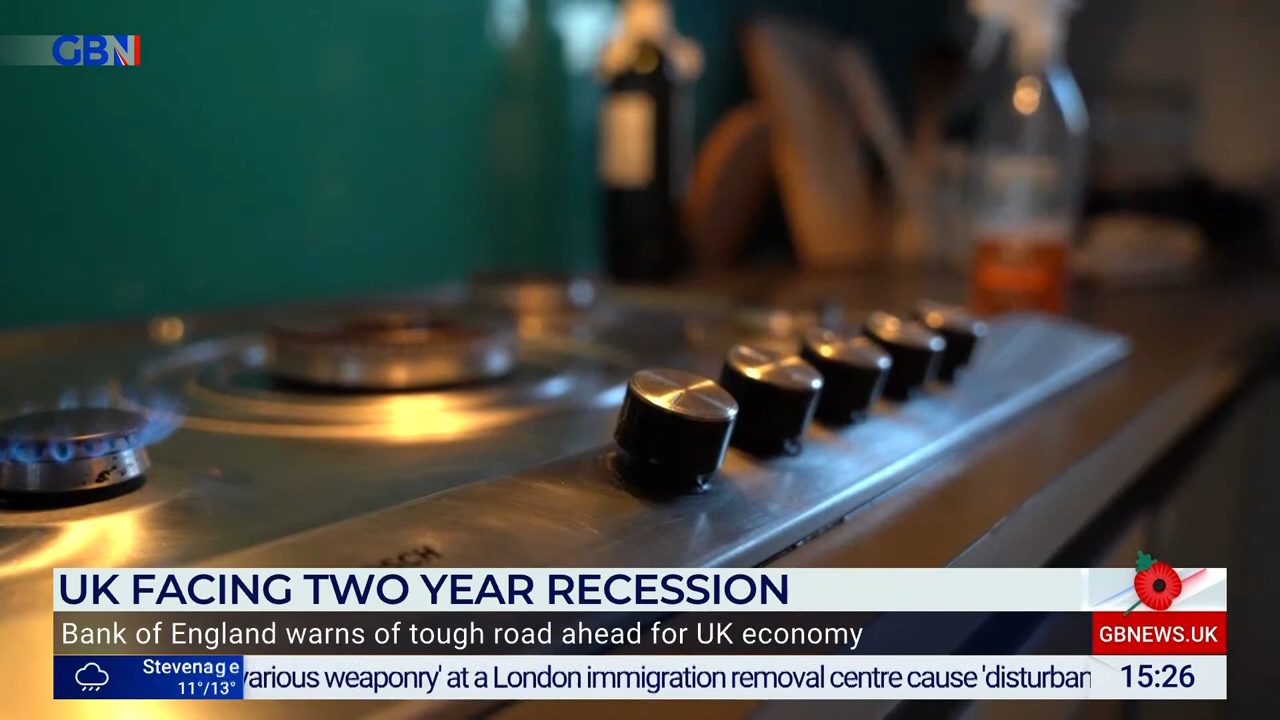 GBN
UK FACING TWO YEAR RECESSION
Bank of England warns of tough road ahead for UK economy
GBNEWS.UK
Stevenage
11°/13°
various weaponry' at a London immigration removal centre cause 'disturban
15:26